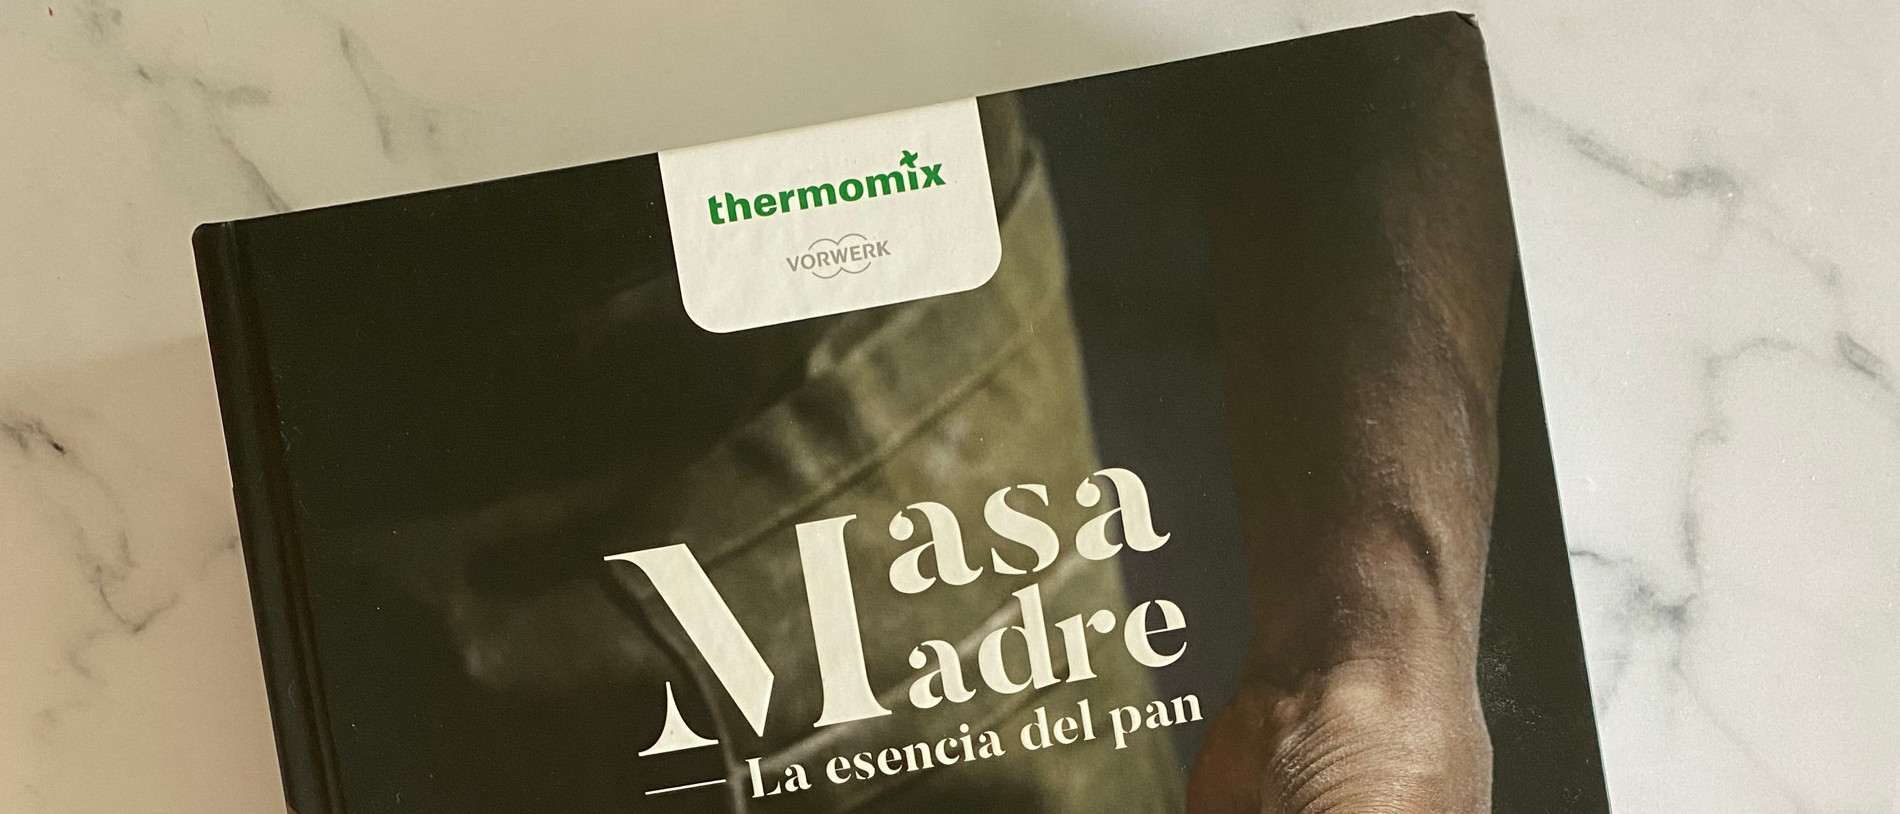 thermomix
VORWERK
Masa
Madre
La esencia del pan